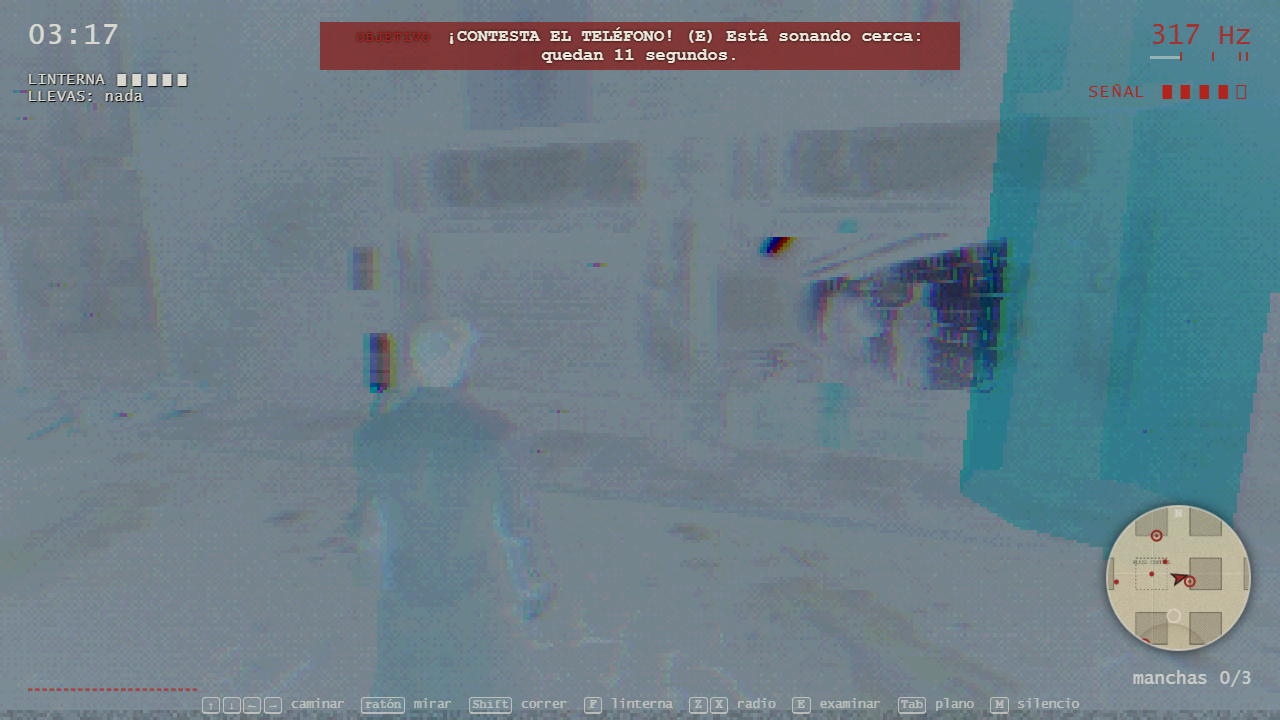 03:17
LINTERNA
LLEVAS: nada
OBJETIVO ¡CONTESTA EL TELÉFONO! (E) Está sonando cerca:
quedan 11 segundos.
317 Hz
SEÑAL
N
manchas 0/3
↑ ↓ ← → caminar ratón mirar Shift correr F linterna Z X radio E examinar Tab plano M silencio